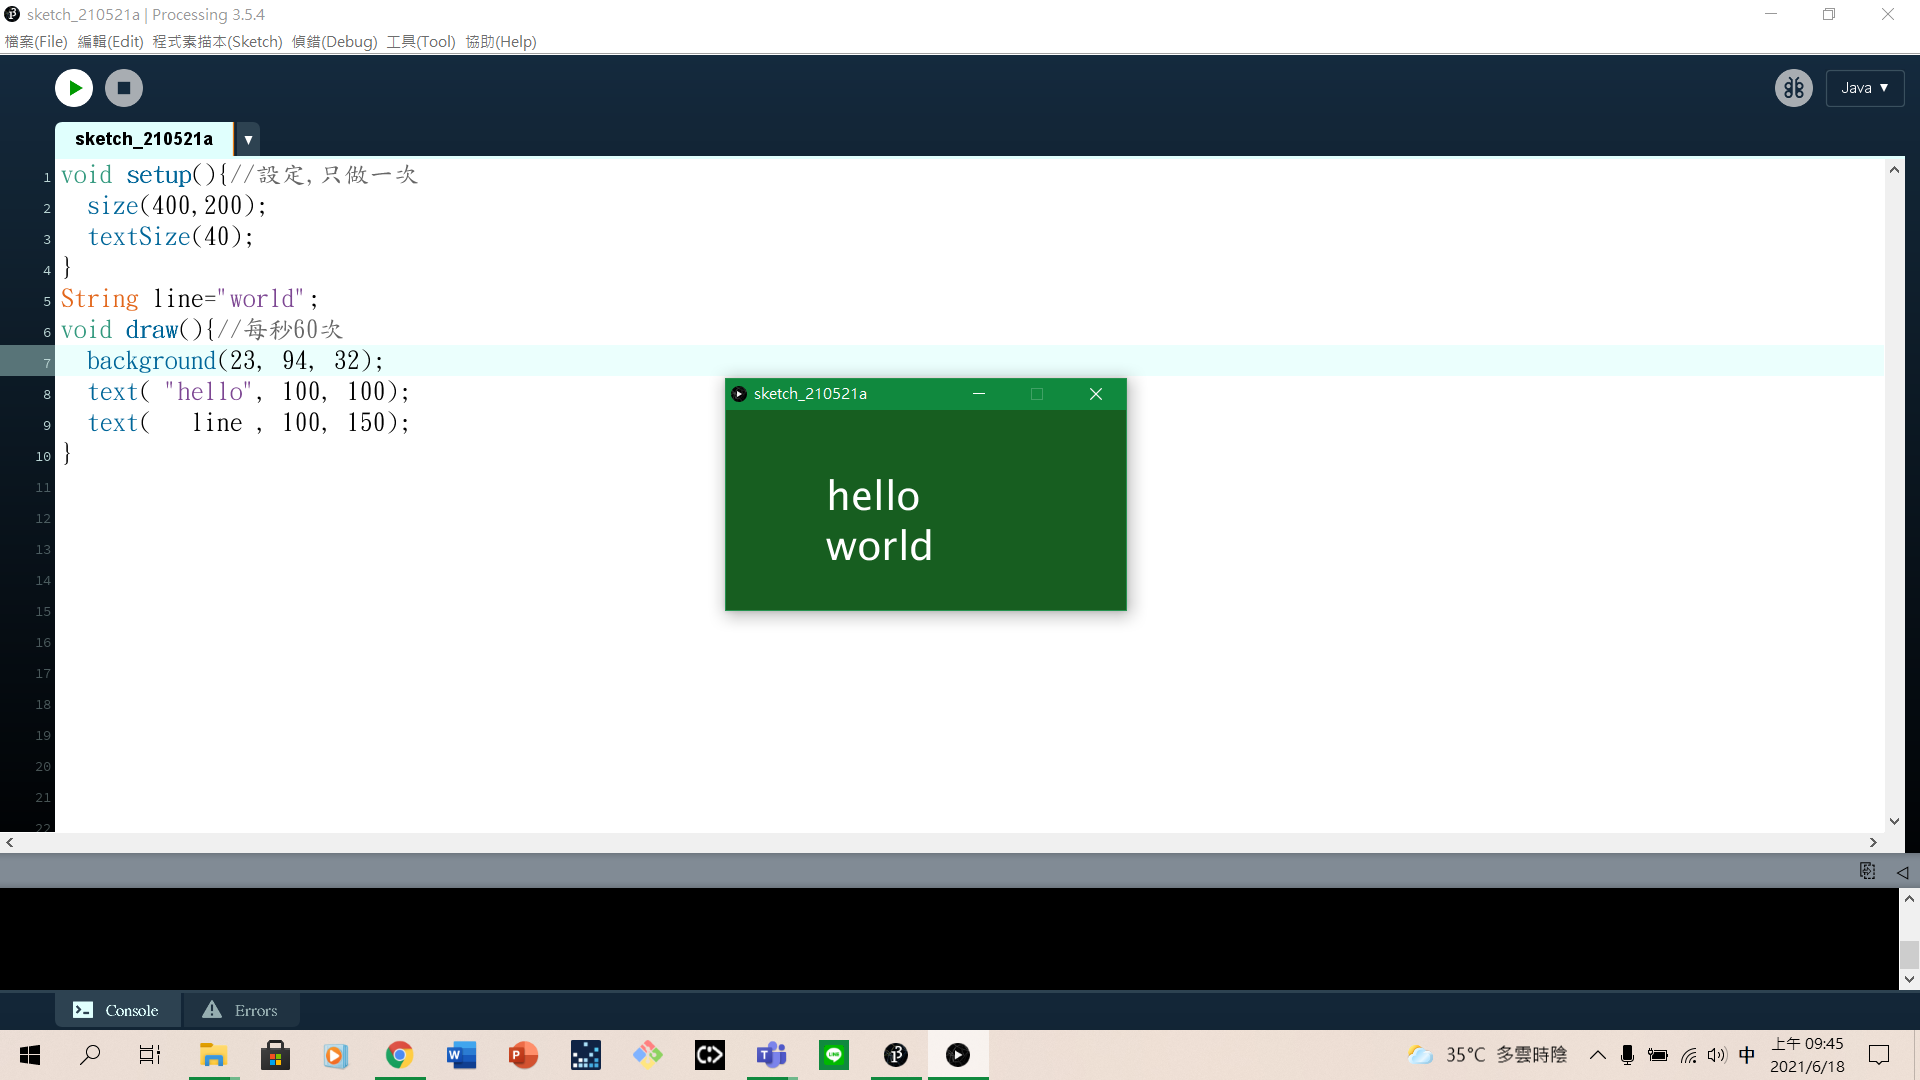 sketch_210521a | Processing 3.5.4
檔案(File) 編輯(Edit) 程式素描本(Sketch) 偵錯(Debug) 工具(Tool) 協助(Help)
Java ▼
sketch_210521a ▼
1 void setup(){//設定,只做一次
2   size(400,200);
3   textSize(40);
4 }
5 String line="world";
6 void draw(){//每秒60次
7   background(23, 94, 32);
8   text( "hello", 100, 100);
9   text(   line , 100, 150);
10 }
11
12
13
14
15
16
17
18
19
20
21
22
sketch_210521a
hello
world
Console Errors
35°C 多雲時陰 中 上午 09:45
2021/6/18